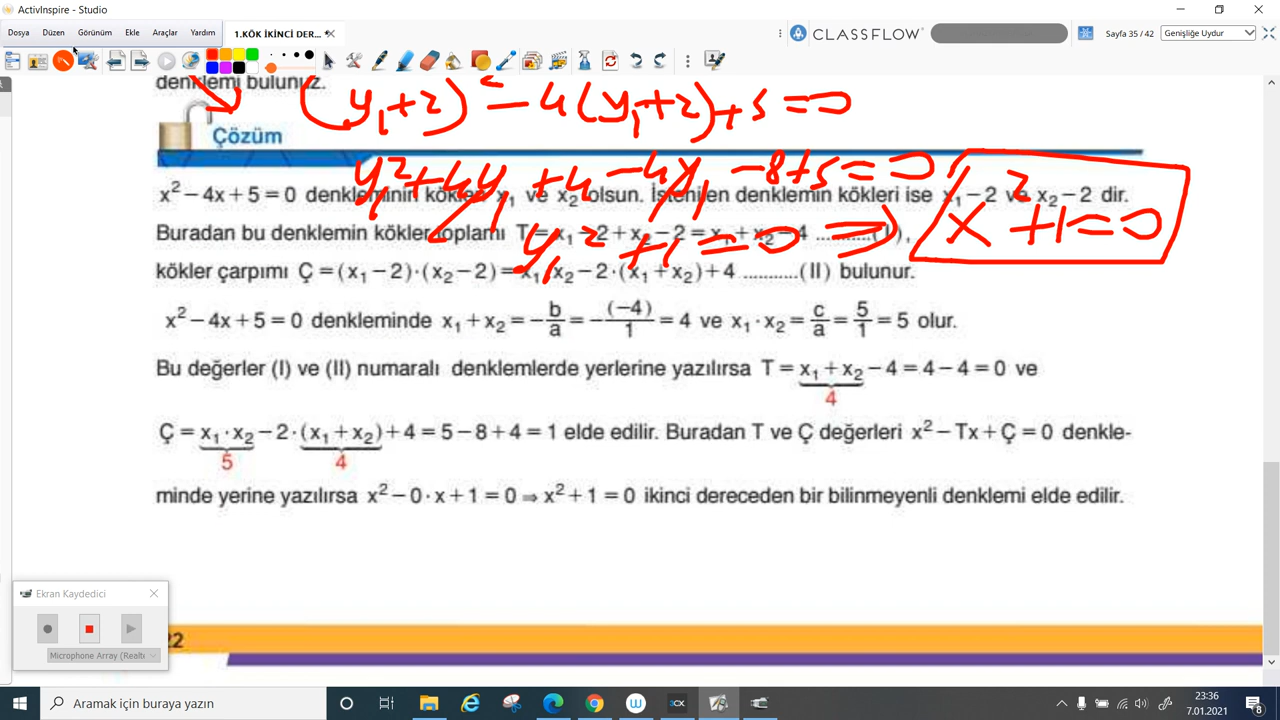 ActivInspire - Studio
Dosya Düzen Görünüm Ekle Araçlar Yardım 1.KÖK İKİNCİ DER... CLASSFLOW Sayfa 35 / 42 Genişliğe Uydur
denklemi bulunuz.
(y₁+2)² - 4(y₁+2)+5=0
Çözüm
y₁²+4y₁+4-4y₁-8+5=0
x² – 4x + 5 = 0 denkleminin kökleri x₁ ve x₂ olsun. İstenilen denklemin kökleri ise x₁ – 2 ve x₂ – 2 dir.
Buradan bu denklemin kökler toplamı T = x₁ – 2 + x₂ – 2 = x₁ + x₂ – 4 ...........(I),
y₁²+1=0 ⇒ x²+1=0
kökler çarpımı Ç = (x₁ – 2) · (x₂ – 2) = x₁ x₂ – 2 · (x₁ + x₂) + 4 ...........(II) bulunur.
x² – 4x + 5 = 0 denkleminde x₁ + x₂ = – b/a = – (–4)/1 = 4 ve x₁ · x₂ = c/a = 5/1 = 5 olur.
Bu değerler (I) ve (II) numaralı denklemlerde yerlerine yazılırsa T = x₁ + x₂ – 4 = 4 – 4 = 0 ve
4
Ç = x₁ · x₂ – 2 · (x₁ + x₂) + 4 = 5 – 8 + 4 = 1 elde edilir. Buradan T ve Ç değerleri x² – Tx + Ç = 0 denkle-
5 4
minde yerine yazılırsa x² – 0 · x + 1 = 0 ⇒ x² + 1 = 0 ikinci dereceden bir bilinmeyenli denklemi elde edilir.
Ekran Kaydedici
Microphone Array (Realte
22
Aramak için buraya yazın
3CX
23:36
7.01.2021
8